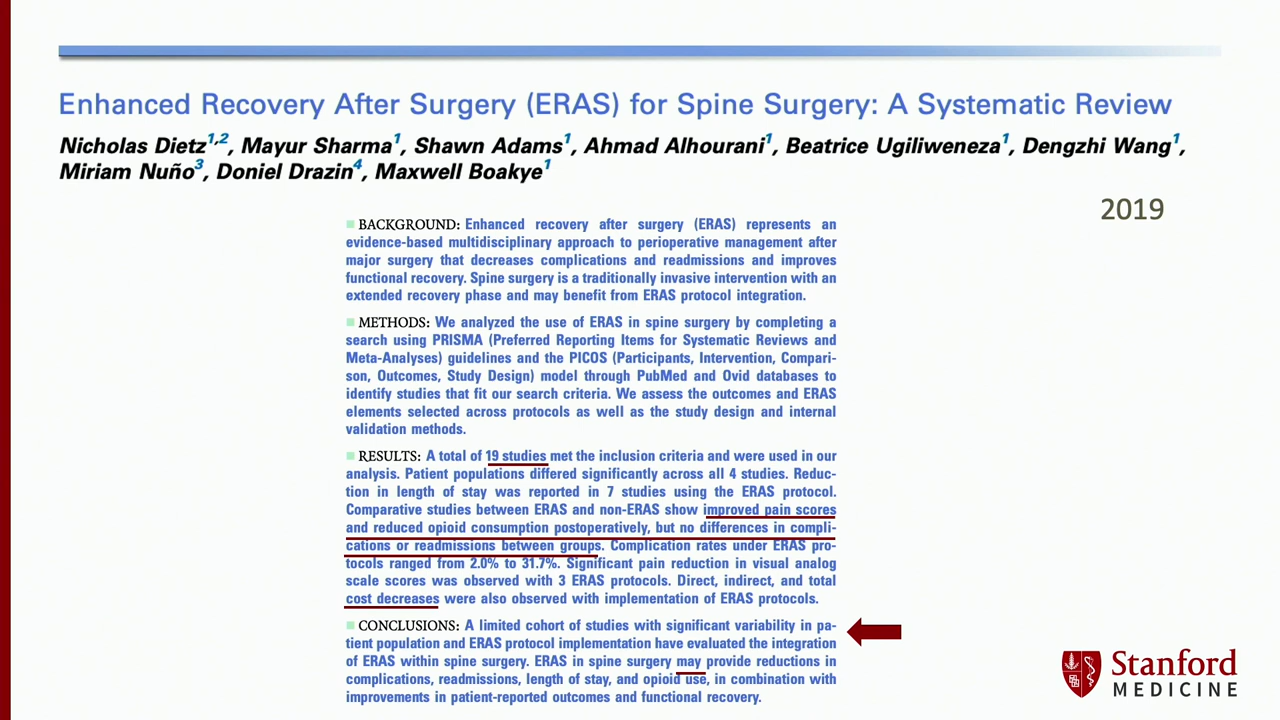 Enhanced Recovery After Surgery (ERAS) for Spine Surgery: A Systematic Review
Nicholas Dietz1,2, Mayur Sharma1, Shawn Adams1, Ahmad Alhourani1, Beatrice Ugiliweneza1, Dengzhi Wang1,
Miriam Nuño3, Doniel Drazin4, Maxwell Boakye1
2019
BACKGROUND: Enhanced recovery after surgery (ERAS) represents an
evidence-based multidisciplinary approach to perioperative management after
major surgery that decreases complications and readmissions and improves
functional recovery. Spine surgery is a traditionally invasive intervention with an
extended recovery phase and may benefit from ERAS protocol integration.
METHODS: We analyzed the use of ERAS in spine surgery by completing a
search using PRISMA (Preferred Reporting Items for Systematic Reviews and
Meta-Analyses) guidelines and the PICOS (Participants, Intervention, Compari-
son, Outcomes, Study Design) model through PubMed and Ovid databases to
identify studies that fit our search criteria. We assess the outcomes and ERAS
elements selected across protocols as well as the study design and internal
validation methods.
RESULTS: A total of 19 studies met the inclusion criteria and were used in our
analysis. Patient populations differed significantly across all 4 studies. Reduc-
tion in length of stay was reported in 7 studies using the ERAS protocol.
Comparative studies between ERAS and non-ERAS show improved pain scores
and reduced opioid consumption postoperatively, but no differences in compli-
cations or readmissions between groups. Complication rates under ERAS pro-
tocols ranged from 2.0% to 31.7%. Significant pain reduction in visual analog
scale scores was observed with 3 ERAS protocols. Direct, indirect, and total
cost decreases were also observed with implementation of ERAS protocols.
CONCLUSIONS: A limited cohort of studies with significant variability in pa-
tient population and ERAS protocol implementation have evaluated the integration
of ERAS within spine surgery. ERAS in spine surgery may provide reductions in
complications, readmissions, length of stay, and opioid use, in combination with
improvements in patient-reported outcomes and functional recovery.
Stanford
MEDICINE